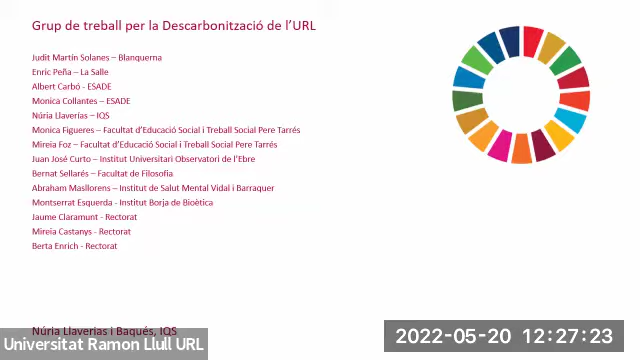 Grup de treball per la Descarbonització de l'URL
Judit Martín Solanes – Blanquerna
Enric Peña – La Salle
Albert Carbó - ESADE
Monica Collantes – ESADE
Núria Llaverías – IQS
Monica Figueres – Facultat d'Educació Social i Treball Social Pere Tarrés
Mireia Foz – Facultat d'Educació Social i Treball Social Pere Tarrés
Juan José Curto – Institut Universitari Observatori de l'Ebre
Bernat Sellarés – Facultat de Filosofia
Abraham Masllorens – Institut de Salut Mental Vidal i Barraquer
Montserrat Esquerda - Institut Borja de Bioètica
Jaume Claramunt - Rectorat
Mireia Castanys - Rectorat
Berta Enrich - Rectorat
Núria Llaverias i Baqués, IQS
Universitat Ramon Llull URL
2022-05-20 12:27:23